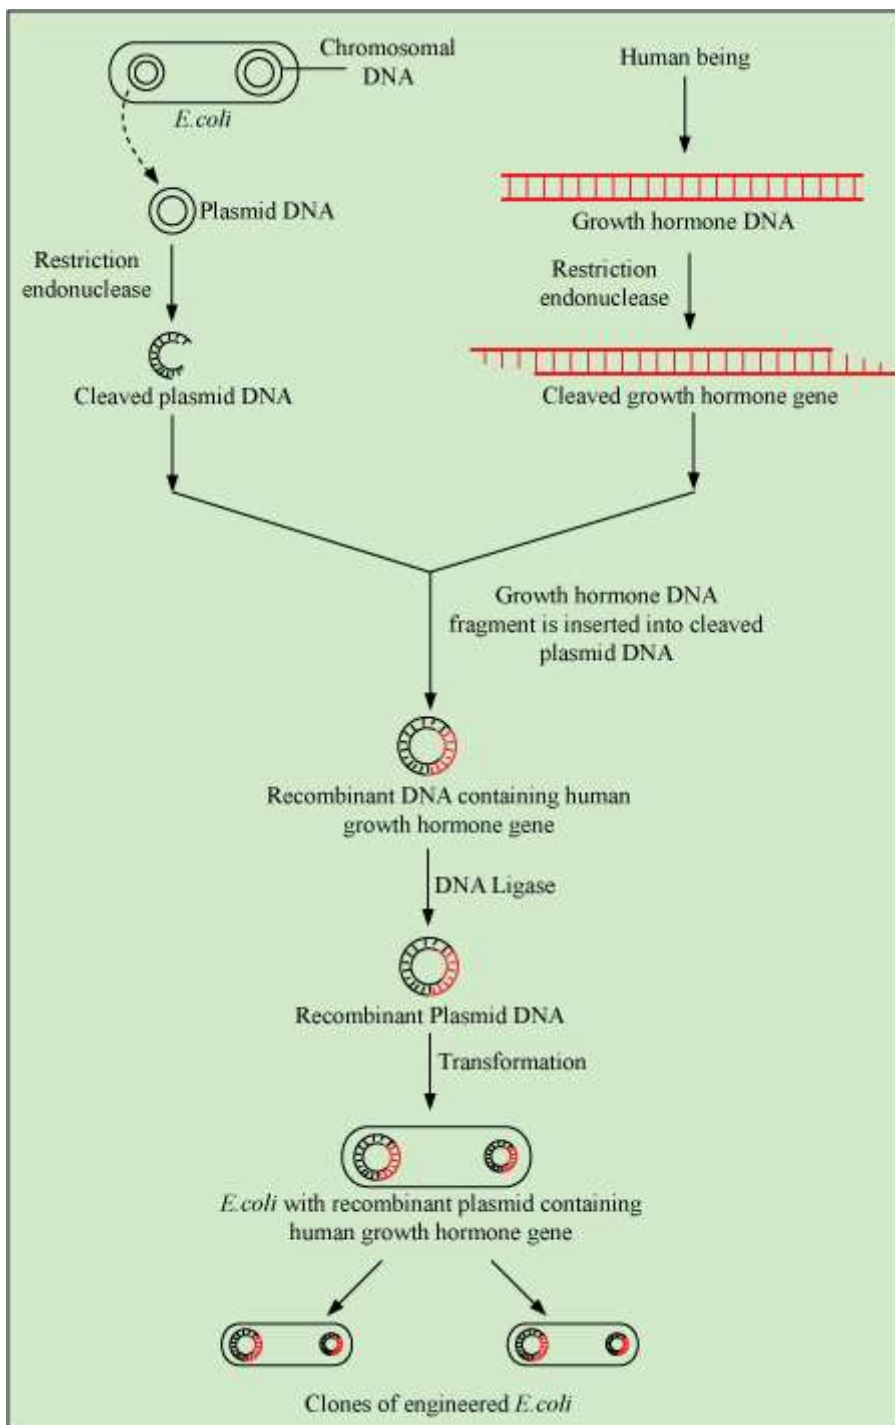 Chromosomal
DNA
E.coli
Human being
Plasmid DNA
Growth hormone DNA
Restriction
endonuclease
Restriction
endonuclease
Cleaved plasmid DNA
Cleaved growth hormone gene
Growth hormone DNA
fragment is inserted into cleaved
plasmid DNA
Recombinant DNA containing human
growth hormone gene
DNA Ligase
Recombinant Plasmid DNA
Transformation
E.coli with recombinant plasmid containing
human growth hormone gene
Clones of engineered E.coli